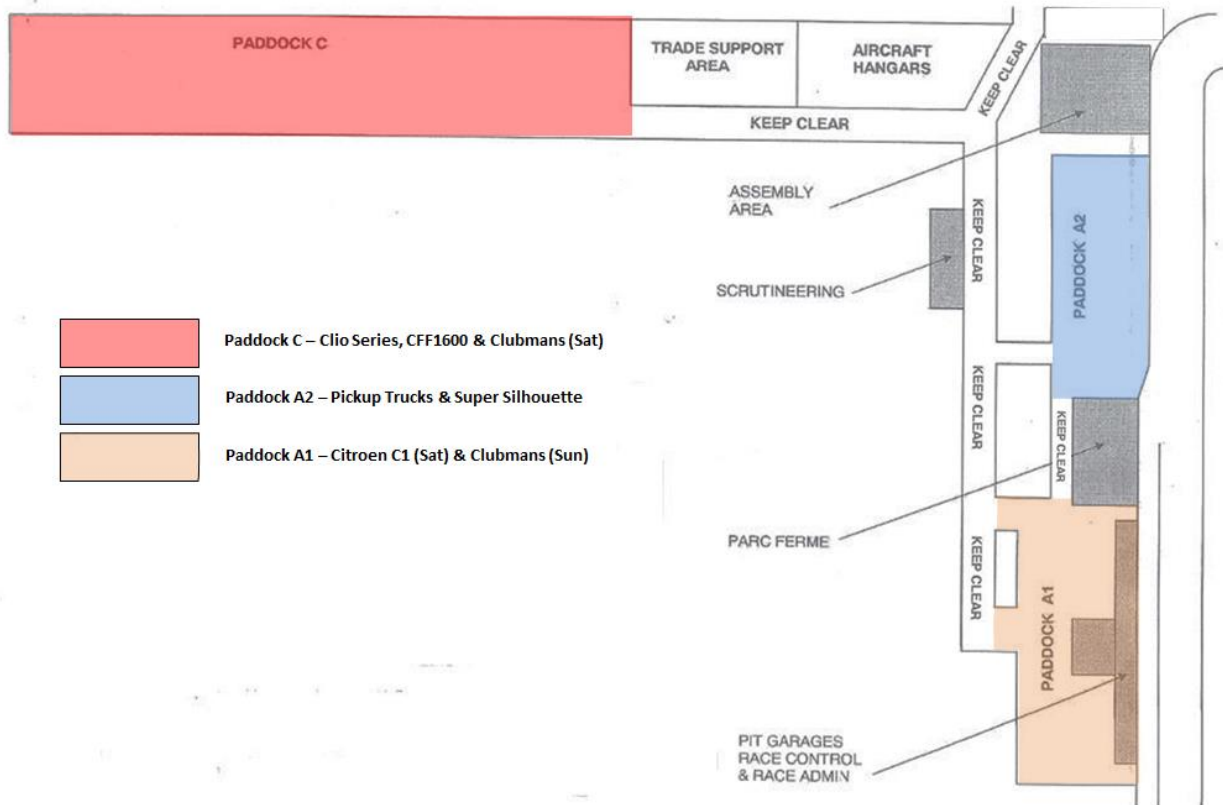 PADDOCK C
TRADE SUPPORT
AREA
AIRCRAFT
HANGARS
KEEP CLEAR
KEEP CLEAR
ASSEMBLY
AREA
KEEP CLEAR
PADDOCK A2
SCRUTINEERING
Paddock C – Clio Series, CFF1600 & Clubmans (Sat)
Paddock A2 – Pickup Trucks & Super Silhouette
Paddock A1 – Citroen C1 (Sat) & Clubmans (Sun)
KEEP CLEAR
KEEP CLEAR
PARC FERME
KEEP CLEAR
PADDOCK A1
PIT GARAGES
RACE CONTROL
& RACE ADMIN